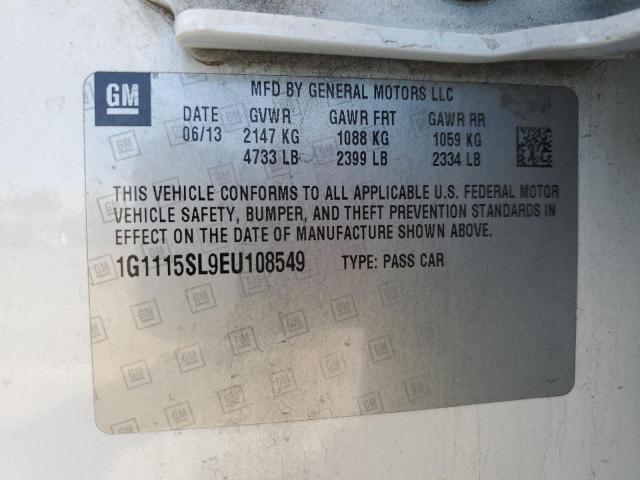 GM
MFD BY GENERAL MOTORS LLC
DATE GVWR GAWR FRT GAWR RR
06/13 2147 KG 1088 KG 1059 KG
4733 LB 2399 LB 2334 LB
THIS VEHICLE CONFORMS TO ALL APPLICABLE U.S. FEDERAL MOTOR
VEHICLE SAFETY, BUMPER, AND THEFT PREVENTION STANDARDS IN
EFFECT ON THE DATE OF MANUFACTURE SHOWN ABOVE.
1G1115SL9EU108549 TYPE: PASS CAR